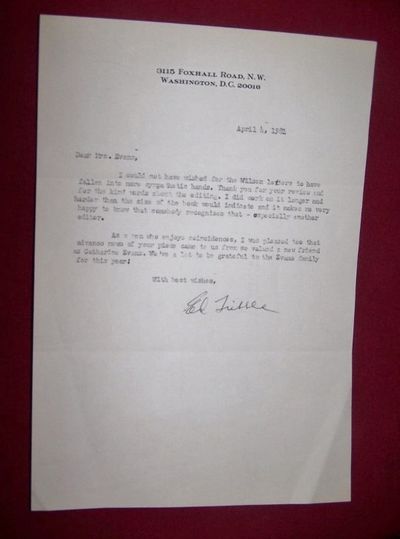 3115 Foxhall Road, N.W.
Washington, D.C. 20016
April 4, 1981
Dear Mrs. Evans,
I could not have wished for the Wilson letters to have
fallen into more sympathetic hands. Thank you for your review and
for the kind words about the editing. I did work on it longer and
harder than the size of the book would indicate and it makes me very
happy to know that somebody recognizes that - especially another
editor.
As a man who enjoys coincidences, I was pleased too that
advance news of your piece came to us from so valued a new friend
as Catherine Evans. We've a lot to be grateful to the Evans family
for this year!
With best wishes,
Ed Tribble